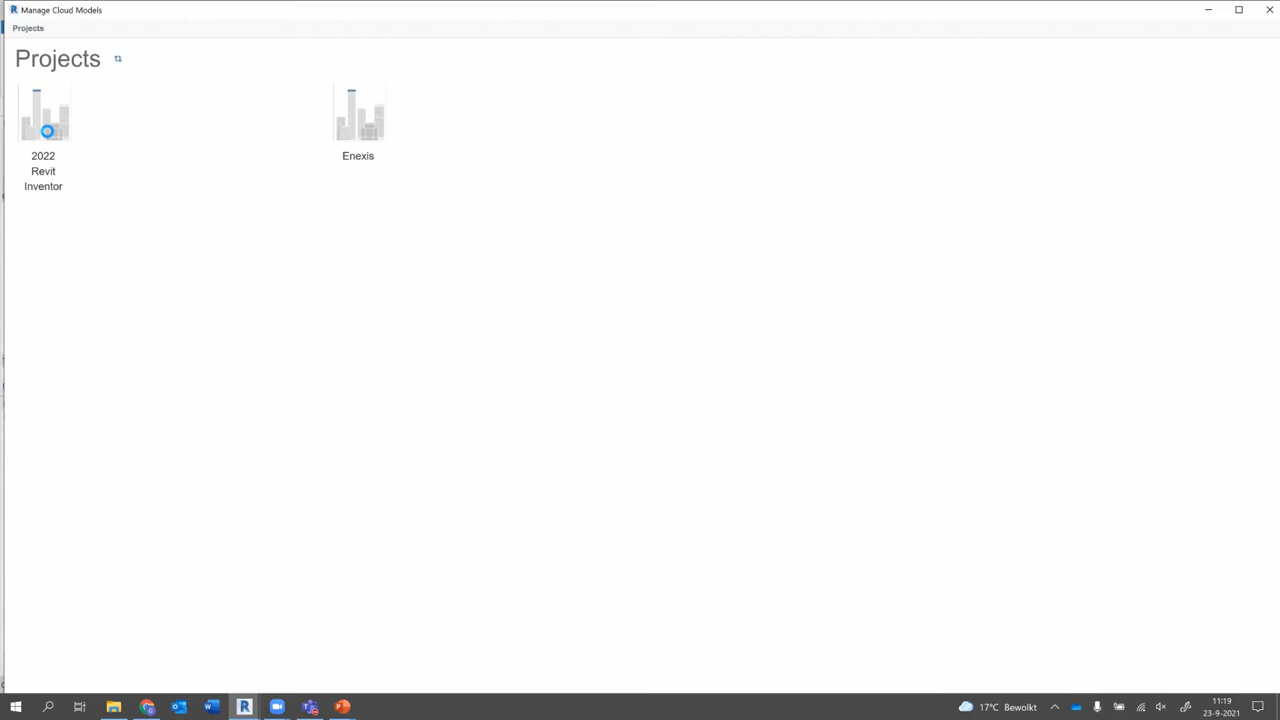 Manage Cloud Models
Projects
Projects
2022
Revit
Inventor
Enexis
17°C Bewolkt
11:19
23-9-2021